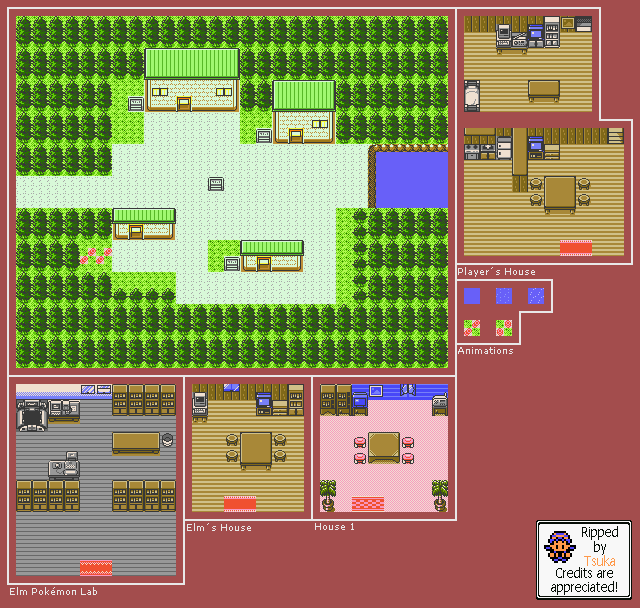 Player´s House
Animations
Elm´s House
House 1
Elm Pokémon Lab
Ripped
by
Tsuka
Credits are
appreciated!